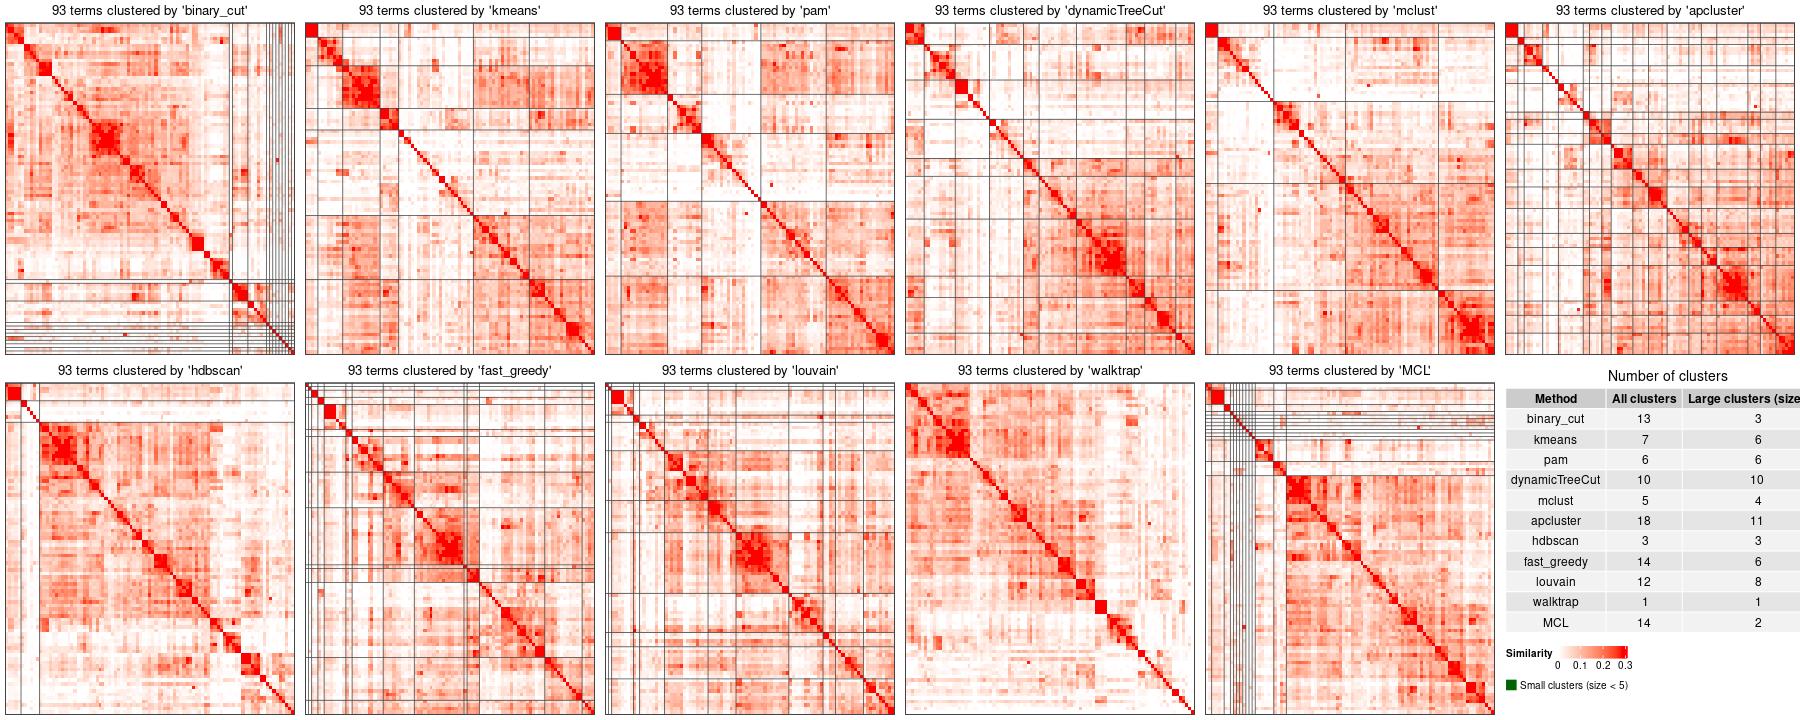 93 terms clustered by 'binary_cut'
93 terms clustered by 'kmeans'
93 terms clustered by 'pam'
93 terms clustered by 'dynamicTreeCut'
93 terms clustered by 'mclust'
93 terms clustered by 'apcluster'
93 terms clustered by 'hdbscan'
93 terms clustered by 'fast_greedy'
93 terms clustered by 'louvain'
93 terms clustered by 'walktrap'
93 terms clustered by 'MCL'
Number of clusters
Method All clusters Large clusters (size
binary_cut 13 3
kmeans 7 6
pam 6 6
dynamicTreeCut 10 10
mclust 5 4
apcluster 18 11
hdbscan 3 3
fast_greedy 14 6
louvain 12 8
walktrap 1 1
MCL 14 2
Similarity
0 0.1 0.2 0.3
Small clusters (size < 5)